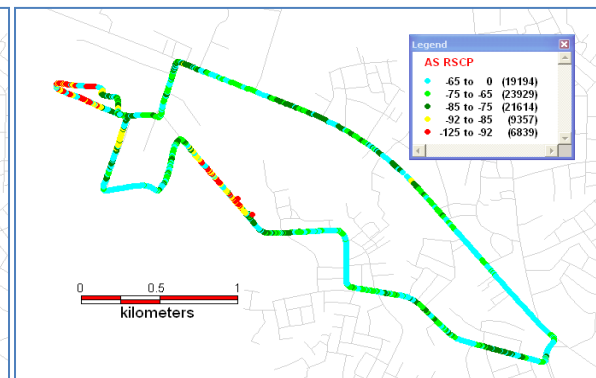 Legend
AS RSCP
-65 to 0 (19194)
-75 to -65 (23929)
-85 to -75 (21614)
-92 to -85 (9357)
-125 to -92 (6839)
0 0.5 1
kilometers